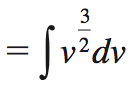 = ∫ v^{3/2} dv